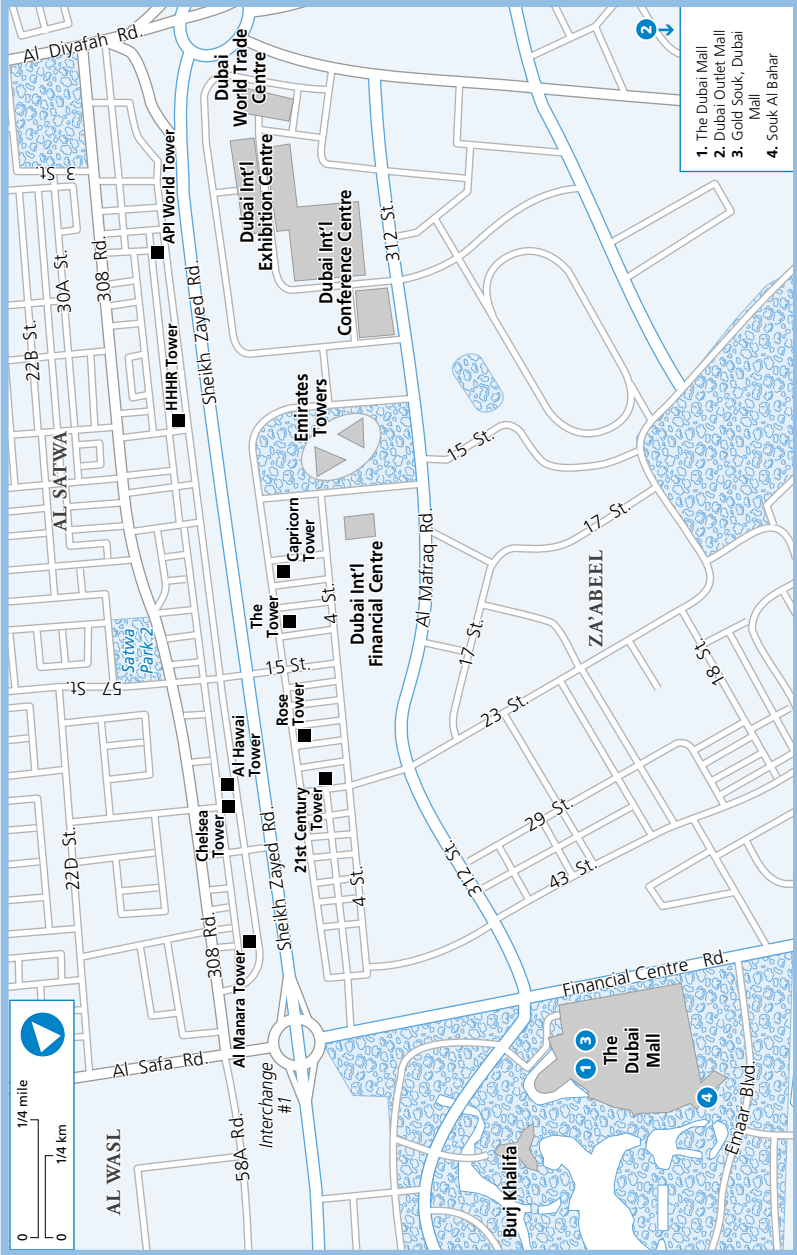 Al Diyafah Rd.
3 St.
30A St.
308 Rd.
22B St.
AL SATWA
API World Tower
HHHR Tower
Sheikh Zayed Rd.
Dubai
World Trade
Centre
Dubai Int'l
Exhibition Centre
Dubai Int'l
Conference Centre
312 St.
Emirates
Towers
15 St.
Capricorn
Tower
The
Tower
4 St.
Dubai Int'l
Financial Centre
Al Mafraq Rd.
17 St.
17 St.
ZA'ABEEL
18 St.
23 St.
Satwa
Park 2
57 St.
15 St.
Rose
Tower
Al Hawai
Tower
Chelsea
Tower
21st Century
Tower
22D St.
308 Rd.
Sheikh Zayed Rd.
4 St.
312 St.
29 St.
43 St.
Al Manara Tower
Al Safa Rd.
Interchange
#1
58A Rd.
AL WASL
Financial Centre Rd.
1 3
The
Dubai
Mall
4
Emaar Blvd.
Burj Khalifa
0 1/4 mile
0 1/4 km
2
1. The Dubai Mall
2. Dubai Outlet Mall
3. Gold Souk, Dubai
Mall
4. Souk Al Bahar